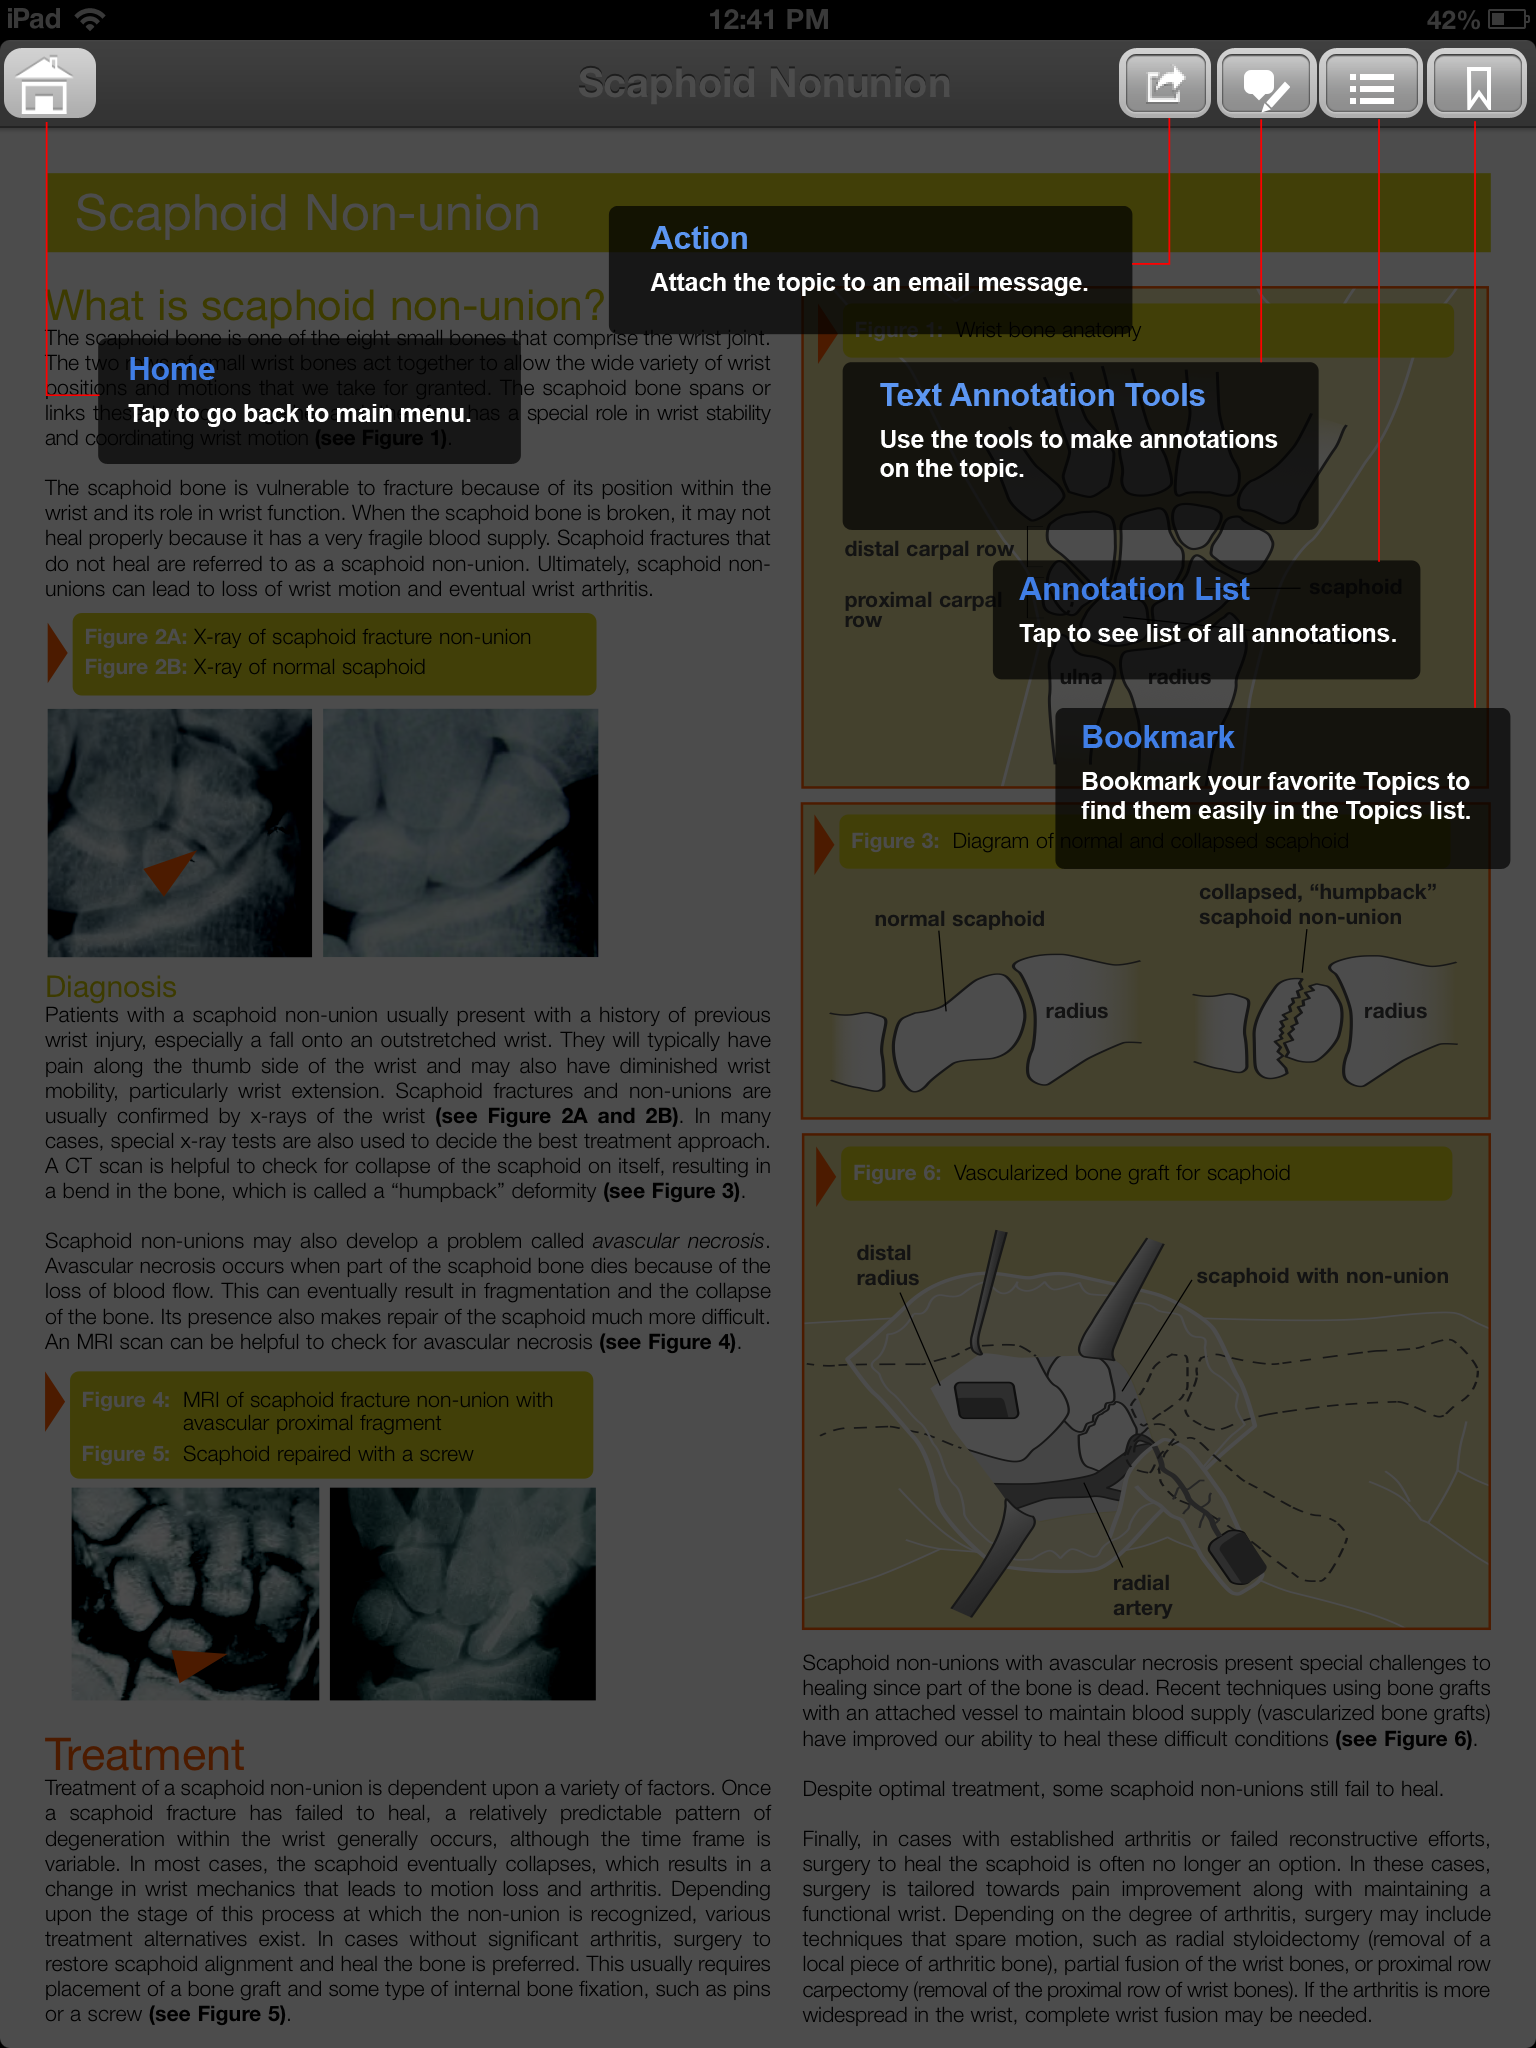 iPad
12:41 PM
42%
Scaphoid Nonunion
Scaphoid Non-union
Action
Attach the topic to an email message.
Home
Tap to go back to main menu.
Text Annotation Tools
Use the tools to make annotations
on the topic.
Annotation List
Tap to see list of all annotations.
Bookmark
Bookmark your favorite Topics to
find them easily in the Topics list.
What is scaphoid non-union?
The scaphoid bone is one of the eight small bones that comprise the wrist joint.
The two rows of small wrist bones act together to allow the wide variety of wrist
positions and motions that we take for granted. The scaphoid bone spans or
links these has a special role in wrist stability
and coordinating wrist motion (see Figure 1).
The scaphoid bone is vulnerable to fracture because of its position within the
wrist and its role in wrist function. When the scaphoid bone is broken, it may not
heal properly because it has a very fragile blood supply. Scaphoid fractures that
do not heal are referred to as a scaphoid non-union. Ultimately, scaphoid non-
unions can lead to loss of wrist motion and eventual wrist arthritis.
Figure 2A: X-ray of scaphoid fracture non-union
Figure 2B: X-ray of normal scaphoid
Diagnosis
Patients with a scaphoid non-union usually present with a history of previous
wrist injury, especially a fall onto an outstretched wrist. They will typically have
pain along the thumb side of the wrist and may also have diminished wrist
mobility, particularly wrist extension. Scaphoid fractures and non-unions are
usually confirmed by x-rays of the wrist (see Figure 2A and 2B). In many
cases, special x-ray tests are also used to decide the best treatment approach.
A CT scan is helpful to check for collapse of the scaphoid on itself, resulting in
a bend in the bone, which is called a “humpback” deformity (see Figure 3).
Scaphoid non-unions may also develop a problem called avascular necrosis.
Avascular necrosis occurs when part of the scaphoid bone dies because of the
loss of blood flow. This can eventually result in fragmentation and the collapse
of the bone. Its presence also makes repair of the scaphoid much more difficult.
An MRI scan can be helpful to check for avascular necrosis (see Figure 4).
Figure 4: MRI of scaphoid fracture non-union with
avascular proximal fragment
Figure 5: Scaphoid repaired with a screw
Treatment
Treatment of a scaphoid non-union is dependent upon a variety of factors. Once
a scaphoid fracture has failed to heal, a relatively predictable pattern of
degeneration within the wrist generally occurs, although the time frame is
variable. In most cases, the scaphoid eventually collapses, which results in a
change in wrist mechanics that leads to motion loss and arthritis. Depending
upon the stage of this process at which the non-union is recognized, various
treatment alternatives exist. In cases without significant arthritis, surgery to
restore scaphoid alignment and heal the bone is preferred. This usually requires
placement of a bone graft and some type of internal bone fixation, such as pins
or a screw (see Figure 5).
Figure 1: Wrist bone anatomy
distal carpal row
proximal carpal
row
scaphoid
ulna
radius
Figure 3: Diagram of normal and collapsed scaphoid
normal scaphoid
collapsed, “humpback”
scaphoid non-union
radius
radius
Figure 6: Vascularized bone graft for scaphoid
distal
radius
scaphoid with non-union
radial
artery
Scaphoid non-unions with avascular necrosis present special challenges to
healing since part of the bone is dead. Recent techniques using bone grafts
with an attached vessel to maintain blood supply (vascularized bone grafts)
have improved our ability to heal these difficult conditions (see Figure 6).
Despite optimal treatment, some scaphoid non-unions still fail to heal.
Finally, in cases with established arthritis or failed reconstructive efforts,
surgery to heal the scaphoid is often no longer an option. In these cases,
surgery is tailored towards pain improvement along with maintaining a
functional wrist. Depending on the degree of arthritis, surgery may include
techniques that spare motion, such as radial styloidectomy (removal of a
local piece of arthritic bone), partial fusion of the wrist bones, or proximal row
carpectomy (removal of the proximal row of wrist bones). If the arthritis is more
widespread in the wrist, complete wrist fusion may be needed.